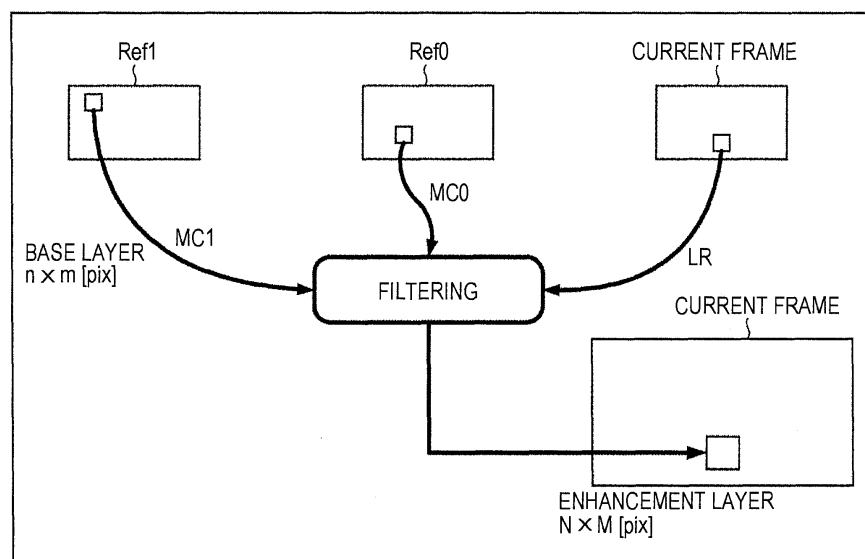 Ref1
Ref0
CURRENT FRAME
MC0
MC1
LR
BASE LAYER
n × m [pix]
FILTERING
CURRENT FRAME
ENHANCEMENT LAYER
N × M [pix]